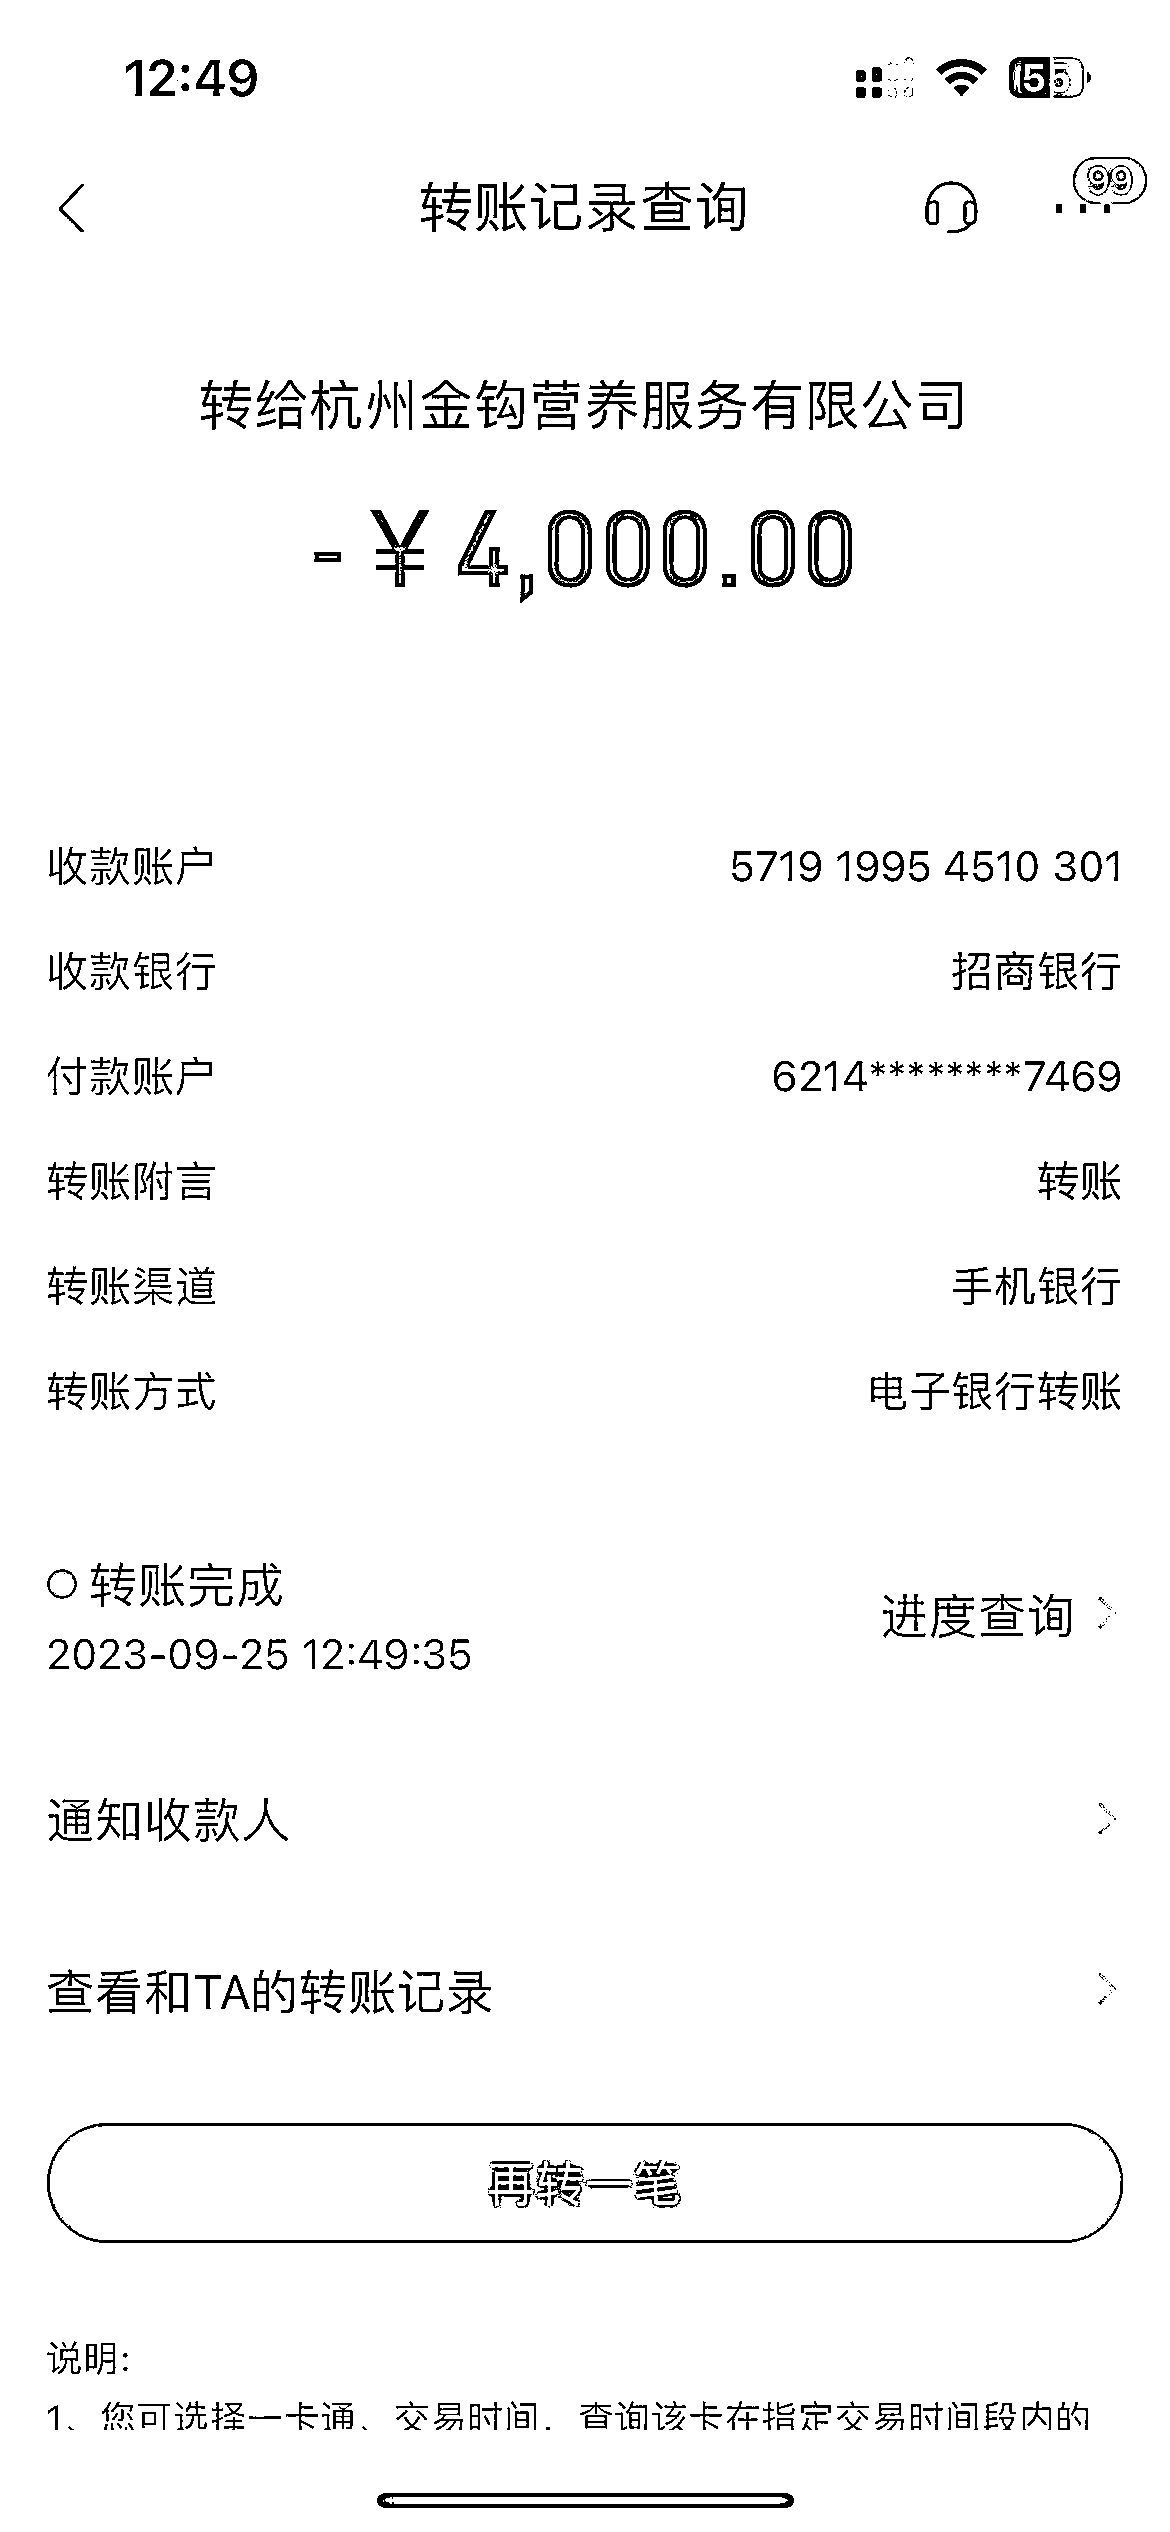 12:49
55
转账记录查询
99
转给杭州金钩营养服务有限公司
- ¥ 4,000.00
收款账户 5719 1995 4510 301
收款银行 招商银行
付款账户 6214********7469
转账附言 转账
转账渠道 手机银行
转账方式 电子银行转账
转账完成
进度查询
2023-09-25 12:49:35
通知收款人
查看和TA的转账记录
再转一笔
说明:
1、您可选择一卡通、交易时间，查询该卡在指定交易时间段内的